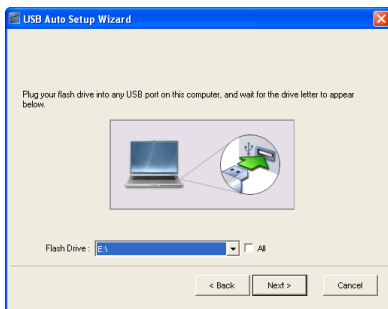 USB Auto Setup Wizard
Plug your flash drive into any USB port on this computer, and wait for the drive letter to appear
below.
Flash Drive : E:\ All
< Back Next > Cancel